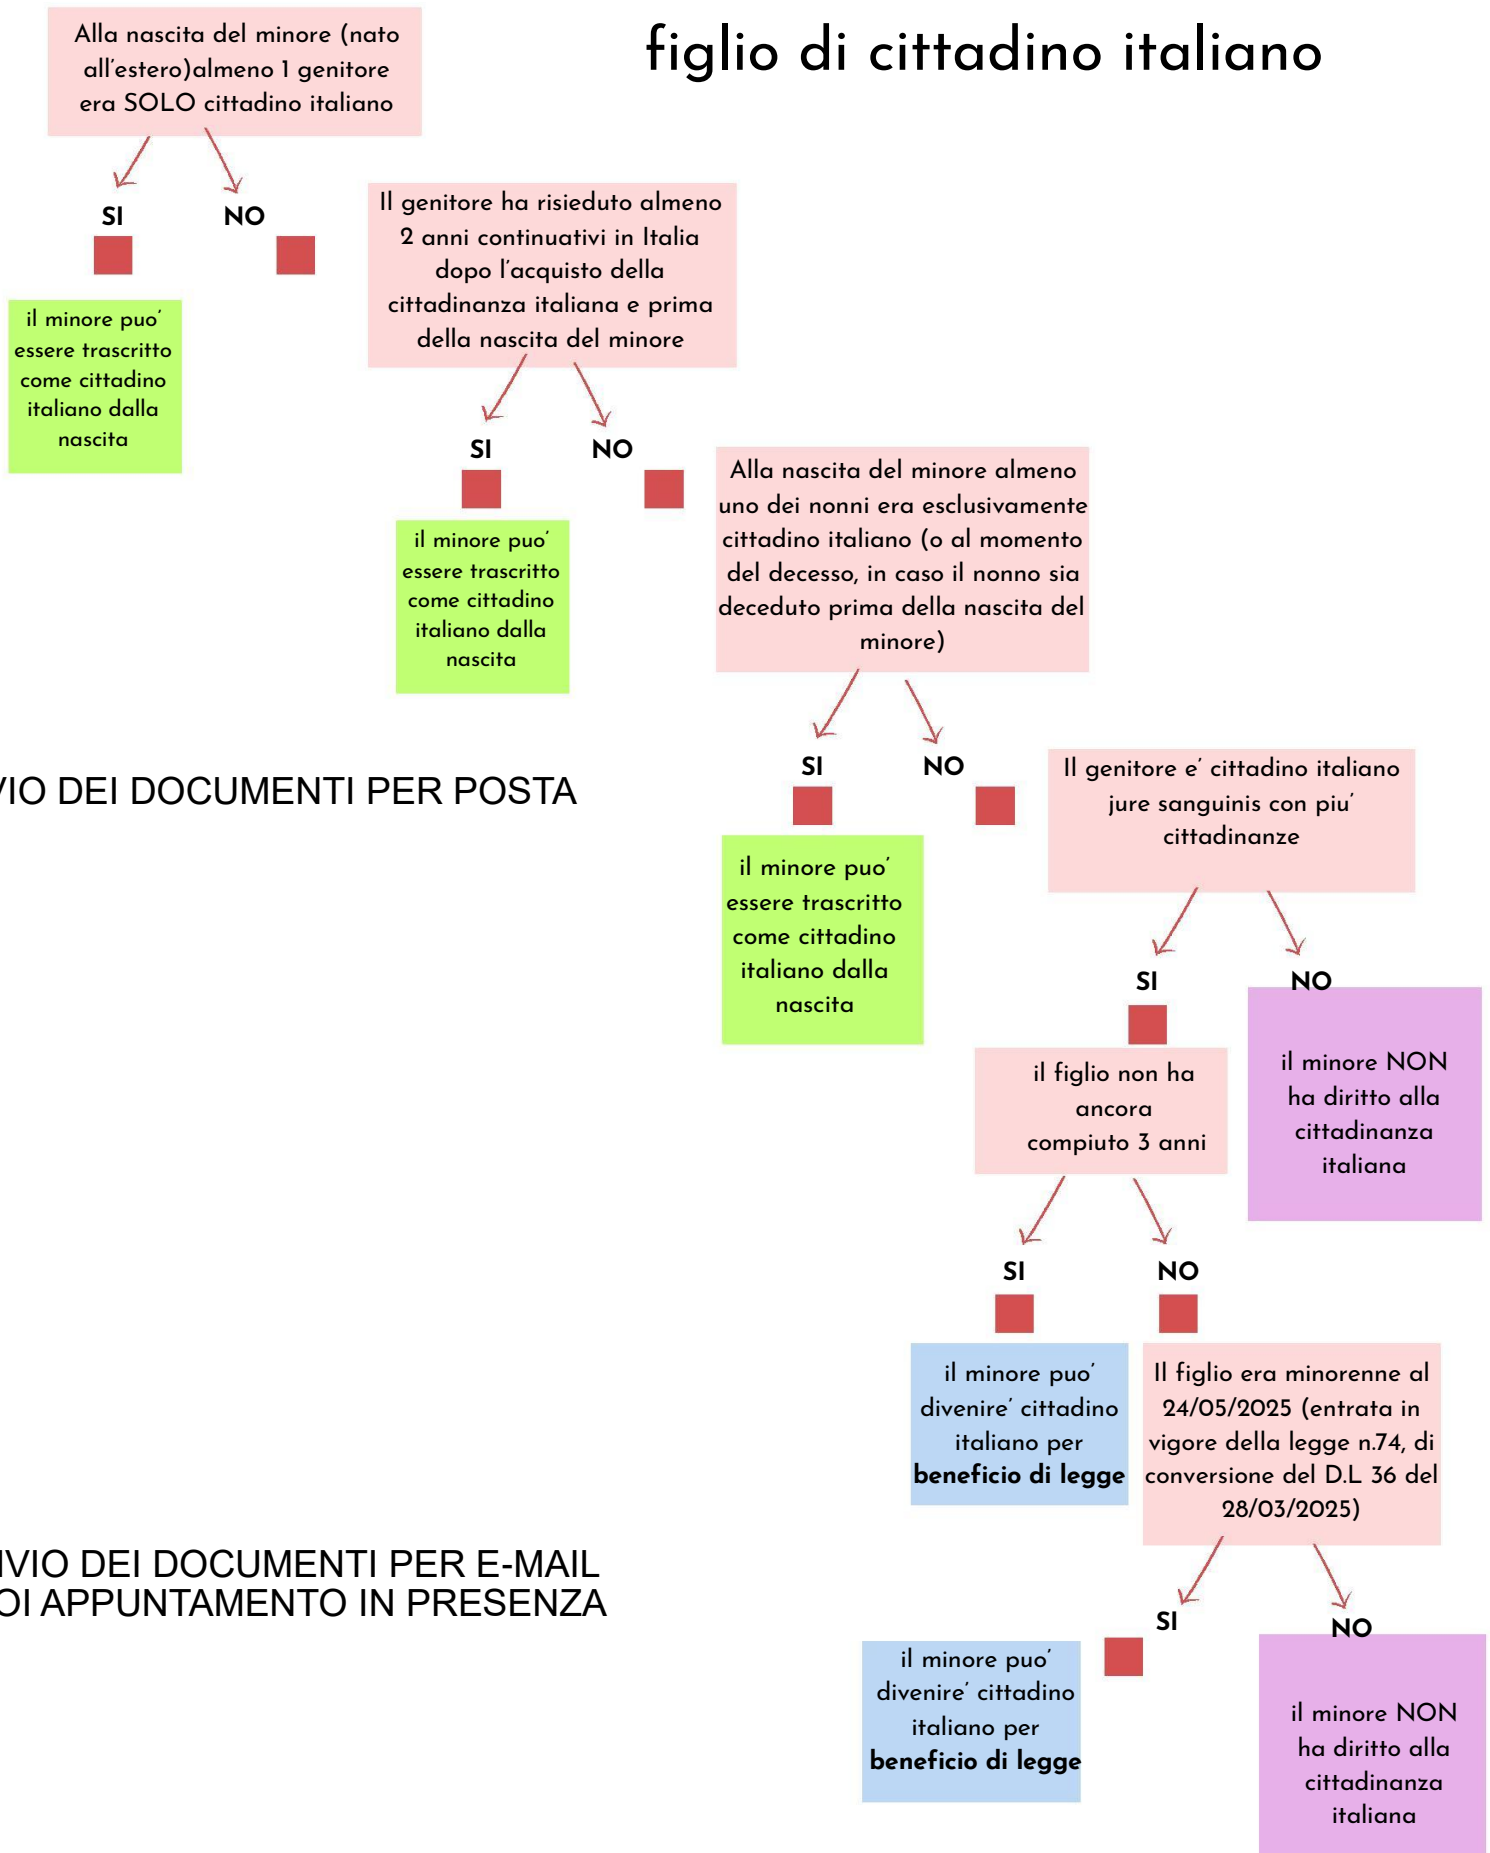 figlio di cittadino italiano
Alla nascita del minore (nato
all'estero)almeno 1 genitore
era SOLO cittadino italiano
SI
NO
il minore puo'
essere trascritto
come cittadino
italiano dalla
nascita
Il genitore ha risieduto almeno
2 anni continuativi in Italia
dopo l'acquisto della
cittadinanza italiana e prima
della nascita del minore
SI
NO
il minore puo'
essere trascritto
come cittadino
italiano dalla
nascita
Alla nascita del minore almeno
uno dei nonni era esclusivamente
cittadino italiano (o al momento
del decesso, in caso il nonno sia
deceduto prima della nascita del
minore)
SI
NO
il minore puo'
essere trascritto
come cittadino
italiano dalla
nascita
VIO DEI DOCUMENTI PER POSTA
Il genitore e' cittadino italiano
jure sanguinis con piu'
cittadinanze
SI
NO
il minore NON
ha diritto alla
cittadinanza
italiana
il figlio non ha
ancora
compiuto 3 anni
SI
NO
il minore puo'
divenire' cittadino
italiano per
beneficio di legge
Il figlio era minorenne al
24/05/2025 (entrata in
vigore della legge n.74, di
conversione del D.L 36 del
28/03/2025)
SI
NO
IVIO DEI DOCUMENTI PER E-MAIL
OI APPUNTAMENTO IN PRESENZA
il minore puo'
divenire' cittadino
italiano per
beneficio di legge
il minore NON
ha diritto alla
cittadinanza
italiana